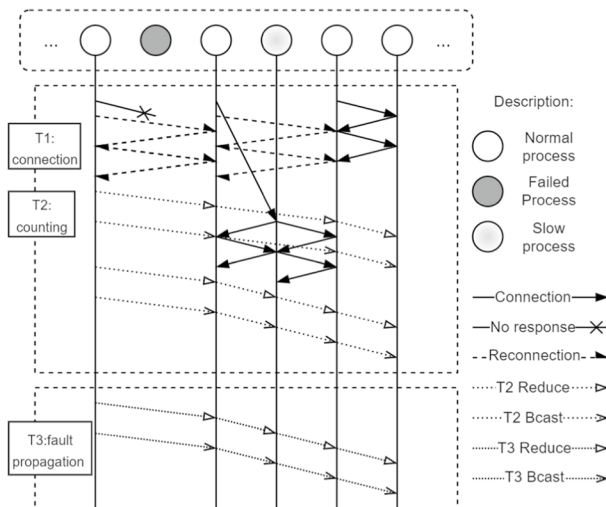 ...
...
T1:
connection
T2:
counting
T3:fault
propagation
Description:
Normal
process
Failed
Process
Slow
process
Connection
No response
Reconnection
T2 Reduce
T2 Bcast
T3 Reduce
T3 Bcast